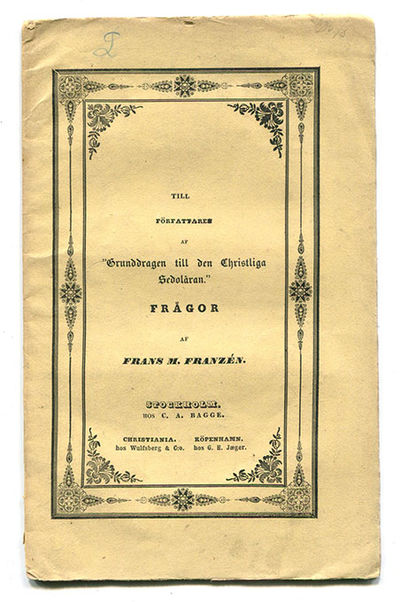 TILL
FÖRFATTAREN
AF
"Grunddragen till den Christliga
Sedoläran."
FRÅGOR
AF
FRANS M. FRANZÉN.
STOCKHOLM.
HOS C. A. BAGGE.
CHRISTIANIA. KÖPENHAMN.
hos Wulfsberg & C:o. hos G. E. Jæger.